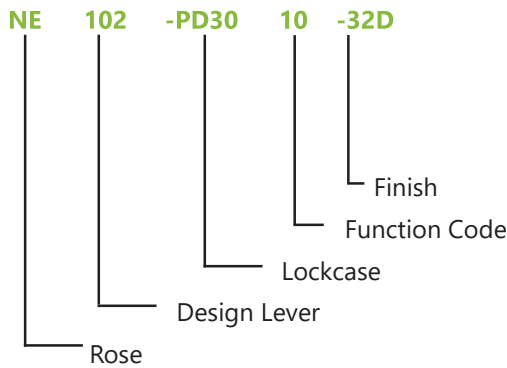 NE 102 -PD30 10 -32D
Finish
Function Code
Lockcase
Design Lever
Rose